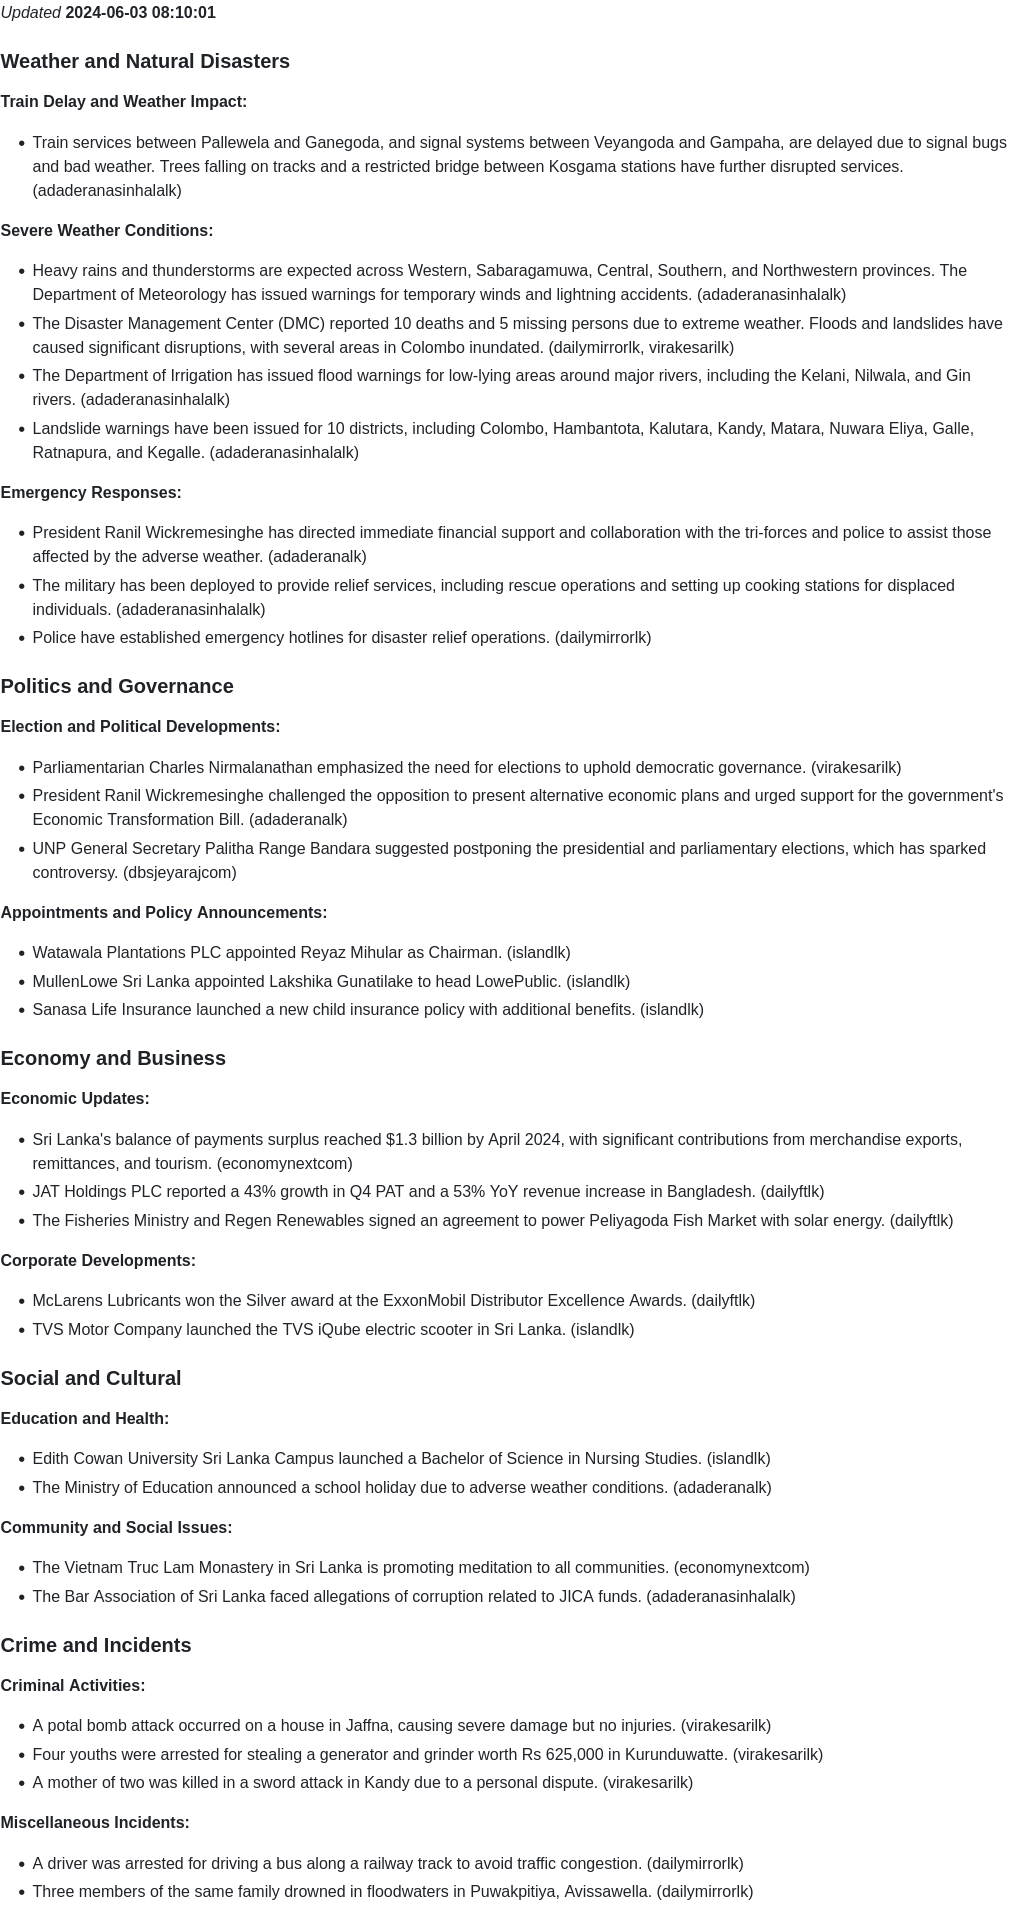 Updated 2024-06-03 08:10:01
Weather and Natural Disasters
Train Delay and Weather Impact:
• Train services between Pallewela and Ganegoda, and signal systems between Veyangoda and Gampaha, are delayed due to signal bugs
and bad weather. Trees falling on tracks and a restricted bridge between Kosgama stations have further disrupted services.
(adaderanasinhalalk)
Severe Weather Conditions:
• Heavy rains and thunderstorms are expected across Western, Sabaragamuwa, Central, Southern, and Northwestern provinces. The
Department of Meteorology has issued warnings for temporary winds and lightning accidents. (adaderanasinhalalk)
• The Disaster Management Center (DMC) reported 10 deaths and 5 missing persons due to extreme weather. Floods and landslides have
caused significant disruptions, with several areas in Colombo inundated. (dailymirrorlk, virakesarilk)
• The Department of Irrigation has issued flood warnings for low-lying areas around major rivers, including the Kelani, Nilwala, and Gin
rivers. (adaderanasinhalalk)
• Landslide warnings have been issued for 10 districts, including Colombo, Hambantota, Kalutara, Kandy, Matara, Nuwara Eliya, Galle,
Ratnapura, and Kegalle. (adaderanasinhalalk)
Emergency Responses:
• President Ranil Wickremesinghe has directed immediate financial support and collaboration with the tri-forces and police to assist those
affected by the adverse weather. (adaderanalk)
• The military has been deployed to provide relief services, including rescue operations and setting up cooking stations for displaced
individuals. (adaderanasinhalalk)
• Police have established emergency hotlines for disaster relief operations. (dailymirrorlk)
Politics and Governance
Election and Political Developments:
• Parliamentarian Charles Nirmalanathan emphasized the need for elections to uphold democratic governance. (virakesarilk)
• President Ranil Wickremesinghe challenged the opposition to present alternative economic plans and urged support for the government's
Economic Transformation Bill. (adaderanalk)
• UNP General Secretary Palitha Range Bandara suggested postponing the presidential and parliamentary elections, which has sparked
controversy. (dbsjeyarajcom)
Appointments and Policy Announcements:
• Watawala Plantations PLC appointed Reyaz Mihular as Chairman. (islandlk)
• MullenLowe Sri Lanka appointed Lakshika Gunatilake to head LowePublic. (islandlk)
• Sanasa Life Insurance launched a new child insurance policy with additional benefits. (islandlk)
Economy and Business
Economic Updates:
• Sri Lanka's balance of payments surplus reached $1.3 billion by April 2024, with significant contributions from merchandise exports,
remittances, and tourism. (economynextcom)
• JAT Holdings PLC reported a 43% growth in Q4 PAT and a 53% YoY revenue increase in Bangladesh. (dailyftlk)
• The Fisheries Ministry and Regen Renewables signed an agreement to power Peliyagoda Fish Market with solar energy. (dailyftlk)
Corporate Developments:
• McLarens Lubricants won the Silver award at the ExxonMobil Distributor Excellence Awards. (dailyftlk)
• TVS Motor Company launched the TVS iQube electric scooter in Sri Lanka. (islandlk)
Social and Cultural
Education and Health:
• Edith Cowan University Sri Lanka Campus launched a Bachelor of Science in Nursing Studies. (islandlk)
• The Ministry of Education announced a school holiday due to adverse weather conditions. (adaderanalk)
Community and Social Issues:
• The Vietnam Truc Lam Monastery in Sri Lanka is promoting meditation to all communities. (economynextcom)
• The Bar Association of Sri Lanka faced allegations of corruption related to JICA funds. (adaderanasinhalalk)
Crime and Incidents
Criminal Activities:
• A potal bomb attack occurred on a house in Jaffna, causing severe damage but no injuries. (virakesarilk)
• Four youths were arrested for stealing a generator and grinder worth Rs 625,000 in Kurunduwatte. (virakesarilk)
• A mother of two was killed in a sword attack in Kandy due to a personal dispute. (virakesarilk)
Miscellaneous Incidents:
• A driver was arrested for driving a bus along a railway track to avoid traffic congestion. (dailymirrorlk)
• Three members of the same family drowned in floodwaters in Puwakpitiya, Avissawella. (dailymirrorlk)